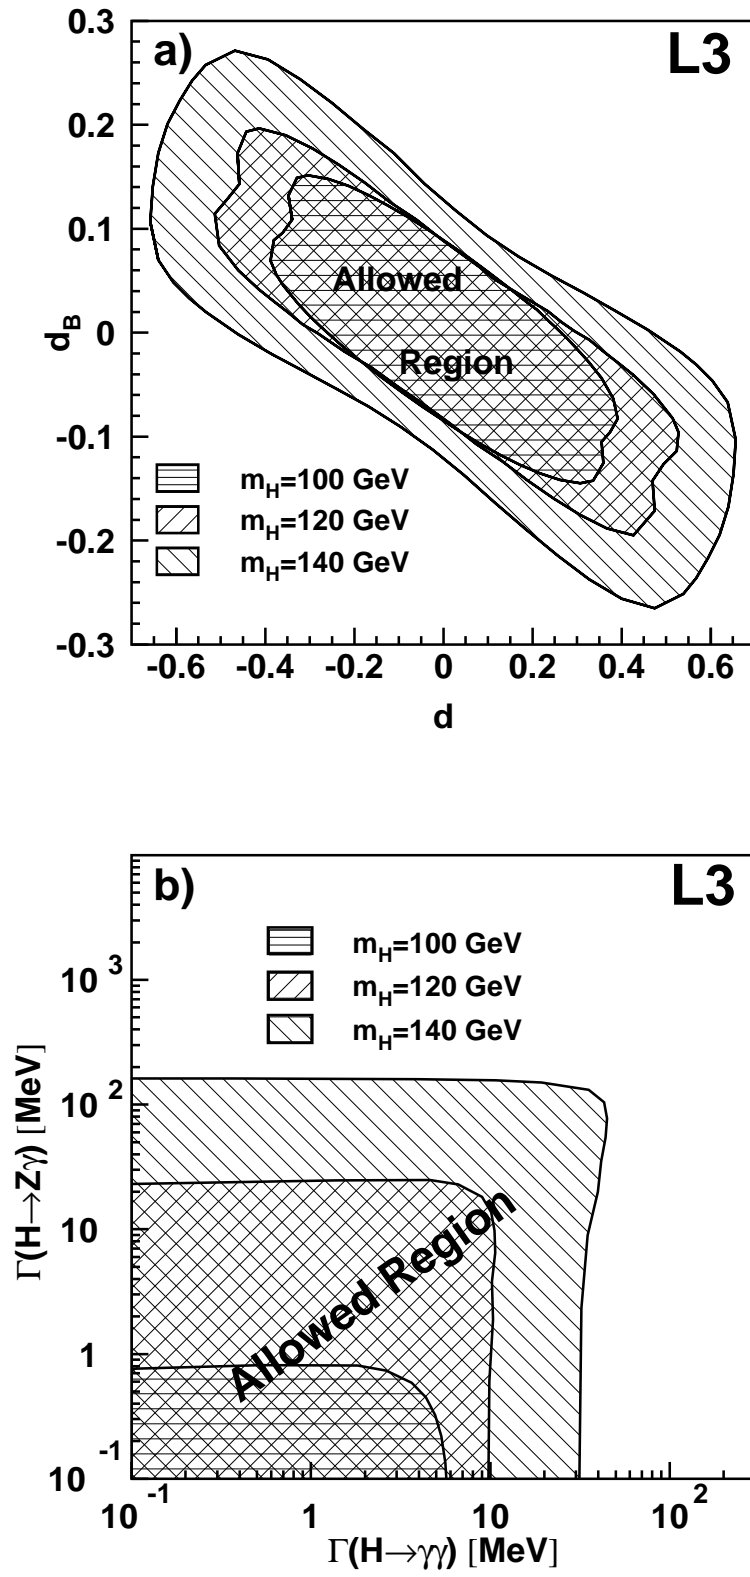 a) L3
0.3
0.2
0.1
0
-0.1
-0.2
-0.3
d_B
Allowed
Region
m_H=100 GeV
m_H=120 GeV
m_H=140 GeV
-0.6 -0.4 -0.2 0 0.2 0.4 0.6
d
b) L3
m_H=100 GeV
m_H=120 GeV
m_H=140 GeV
10^3
10^2
10
1
10^-1
Γ(H→Zγ) [MeV]
Allowed Region
10^-1 1 10 10^2
Γ(H→γγ) [MeV]